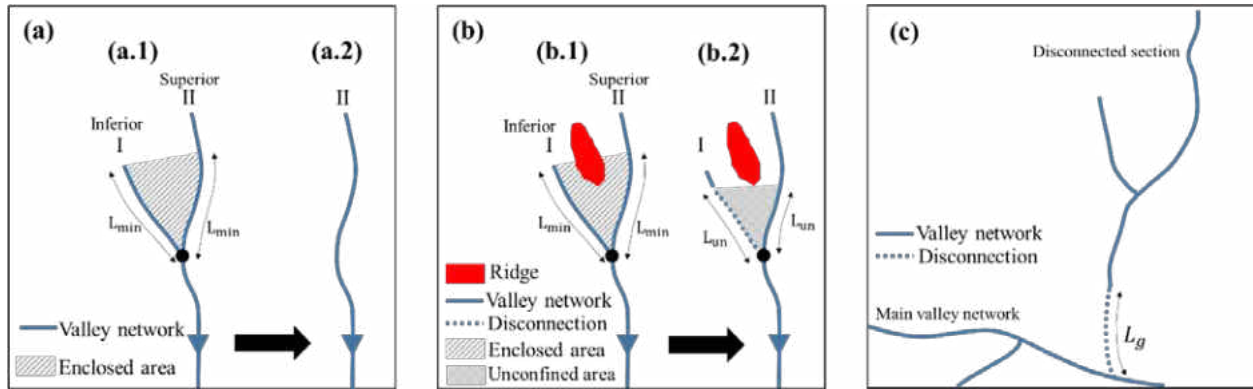 (a)
(a.1)
(a.2)
Superior
II
II
Inferior
I
Lmin
Lmin
Valley network
Enclosed area
(b)
(b.1)
(b.2)
Superior
II
II
Inferior
I
I
Lmin
Lmin
Lun
Lun
Ridge
Valley network
Disconnection
Enclosed area
Unconfined area
(c)
Disconnected section
Valley network
Disconnection
Main valley network
Lg